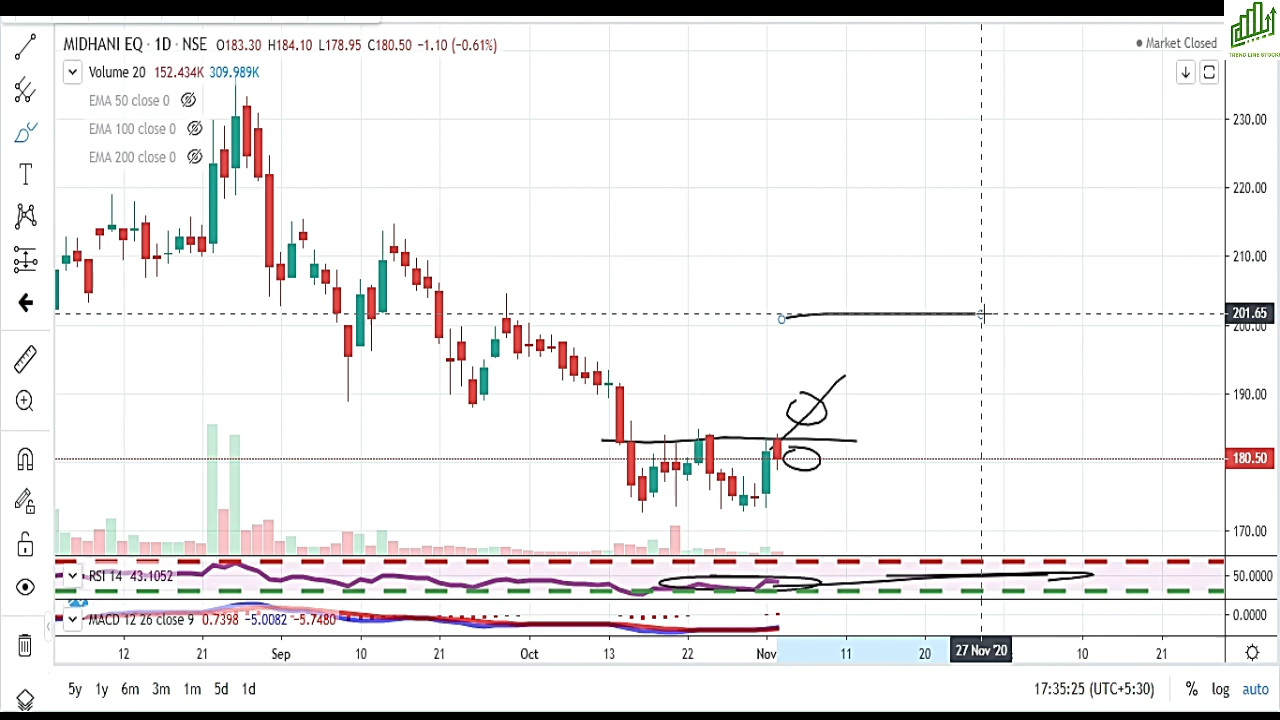 MIDHANI EQ · 1D · NSE O183.30 H184.10 L178.95 C180.50 −1.10 (−0.61%)
Market Closed
TREND LINE STOCKS
Volume 20 152.434K 309.989K
EMA 50 close 0
EMA 100 close 0
EMA 200 close 0
230.00
220.00
210.00
201.65
200.00
190.00
180.50
170.00
RSI 14 43.1052
50.0000
MACD 12 26 close 9 0.7398 −5.0082 −5.7480
0.0000
12 21 Sep 10 21 Oct 13 22 Nov 11 20 27 Nov '20 10 21
5y 1y 6m 3m 1m 5d 1d
17:35:25 (UTC+5:30) % log auto